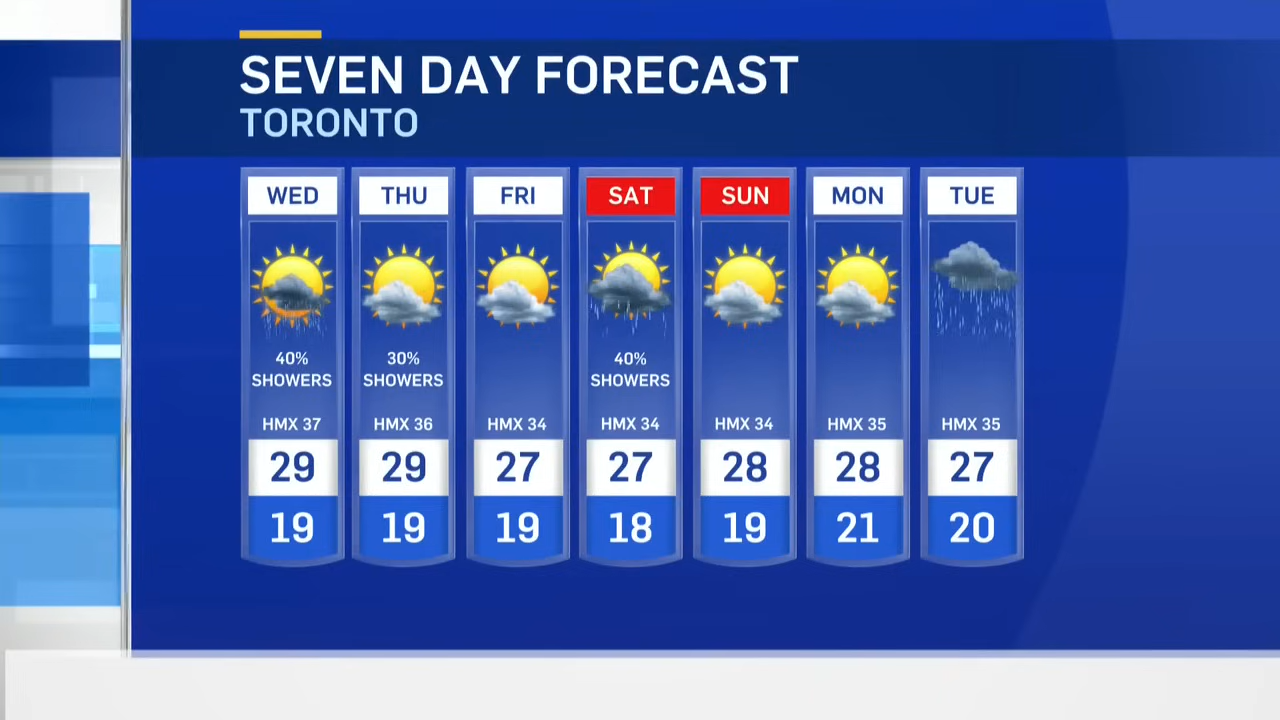 SEVEN DAY FORECAST
TORONTO
WED THU FRI SAT SUN MON TUE
40% 30% 40%
SHOWERS SHOWERS SHOWERS
HMX 37 HMX 36 HMX 34 HMX 34 HMX 34 HMX 35 HMX 35
29 29 27 27 28 28 27
19 19 19 18 19 21 20